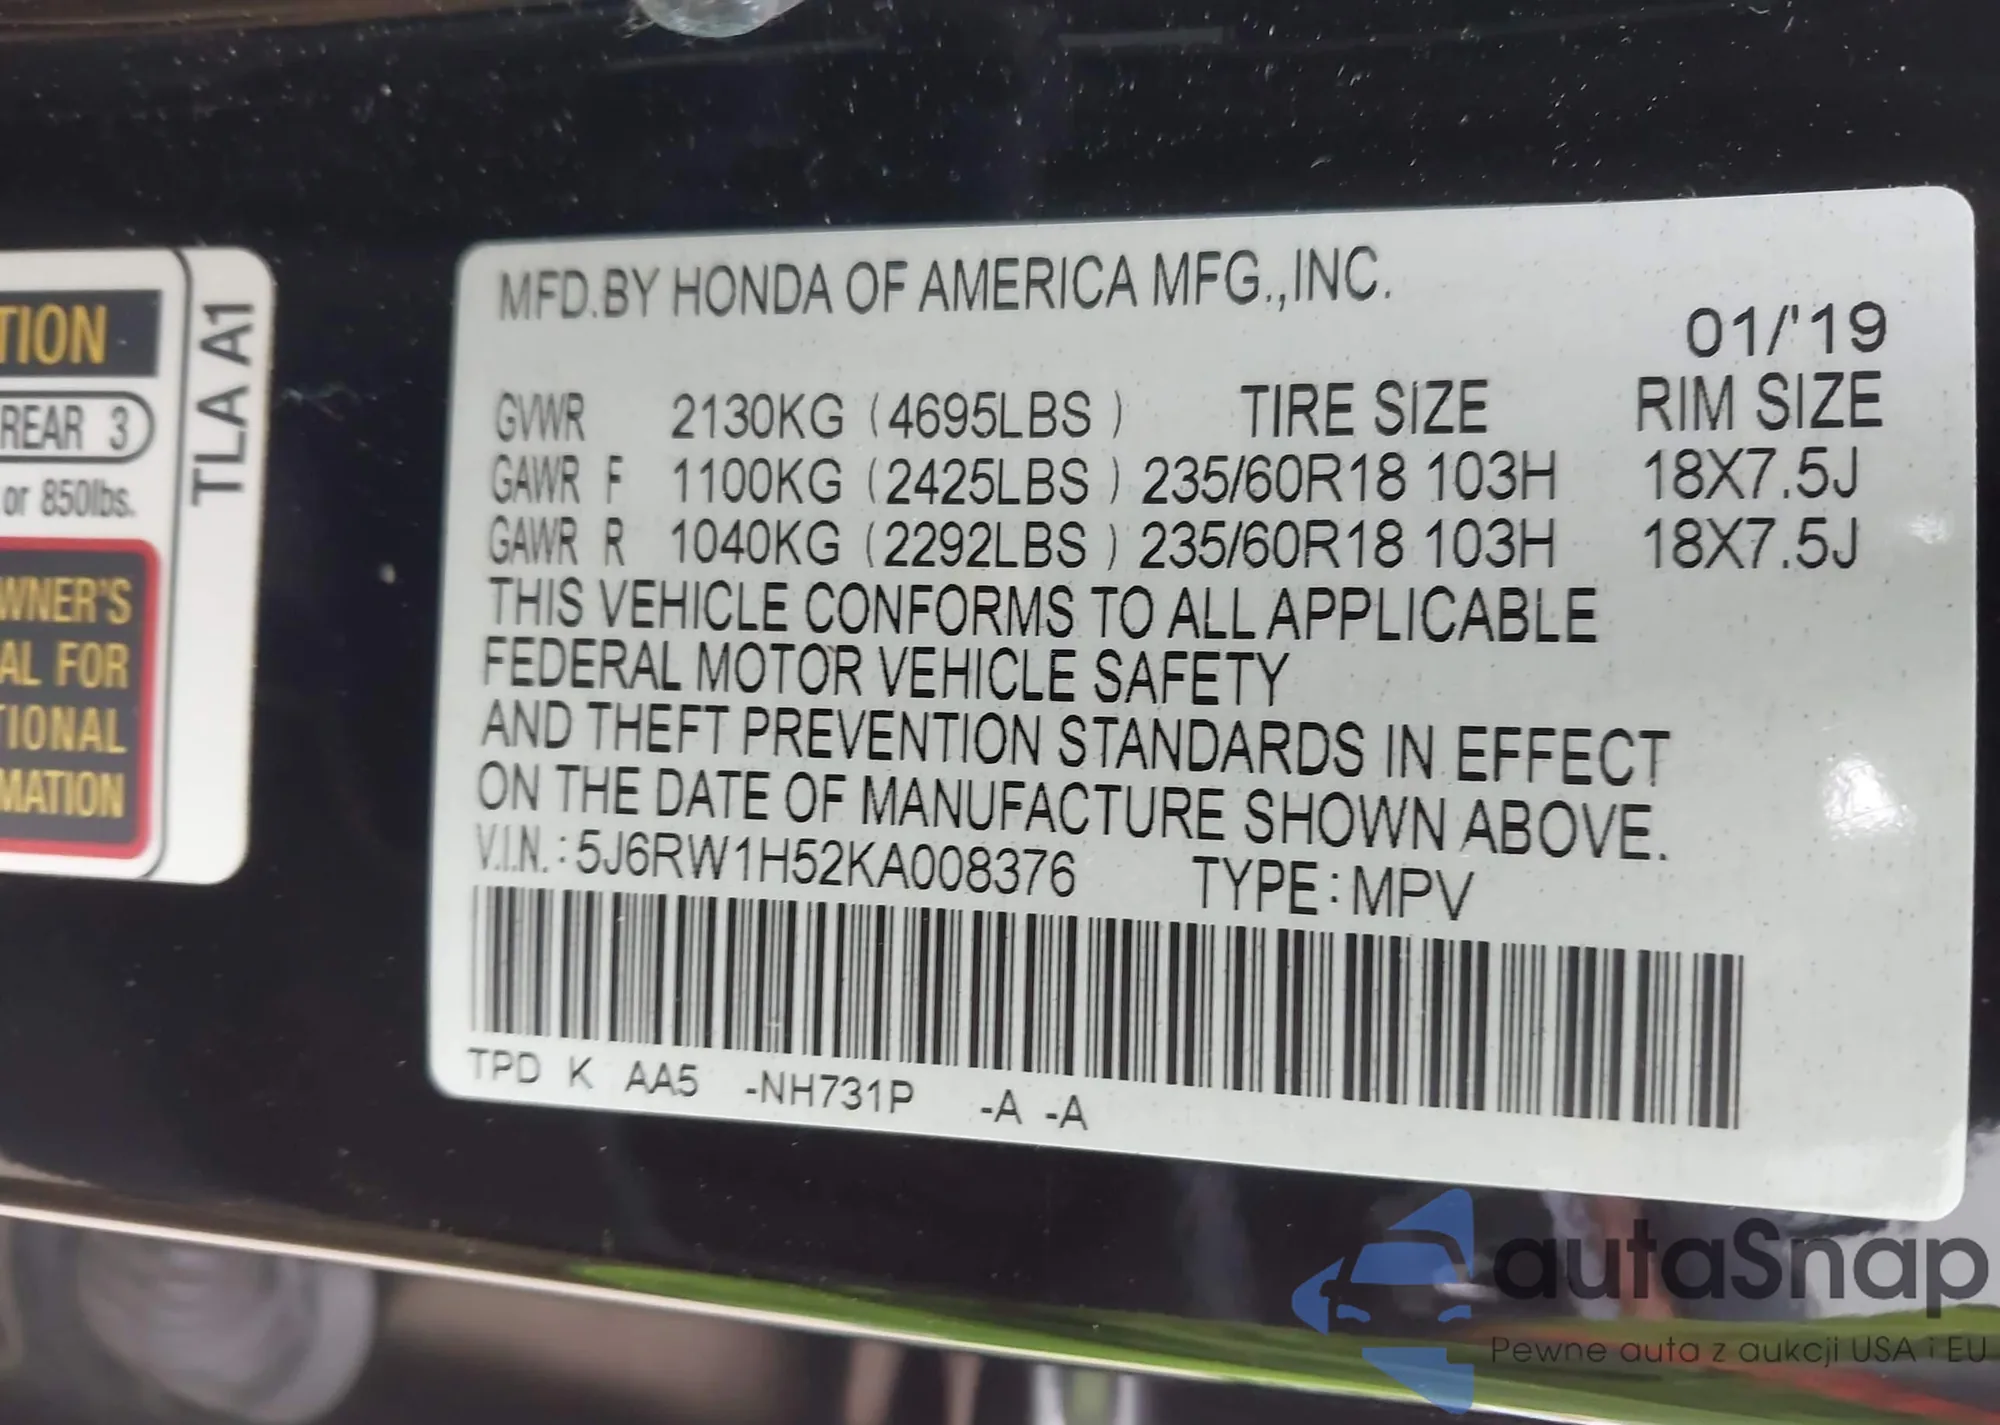 TION
REAR 3
or 850lbs.
WNER'S
AL FOR
TIONAL
MATION
TLA A1
MFD.BY HONDA OF AMERICA MFG.,INC.
01/'19
GVWR 2130KG (4695LBS ) TIRE SIZE RIM SIZE
GAWR F 1100KG (2425LBS ) 235/60R18 103H 18X7.5J
GAWR R 1040KG (2292LBS ) 235/60R18 103H 18X7.5J
THIS VEHICLE CONFORMS TO ALL APPLICABLE
FEDERAL MOTOR VEHICLE SAFETY
AND THEFT PREVENTION STANDARDS IN EFFECT
ON THE DATE OF MANUFACTURE SHOWN ABOVE.
V.I.N.:5J6RW1H52KA008376 TYPE:MPV
TPD K AA5 -NH731P -A -A
autaSnap
Pewne auta z aukcji USA i EU